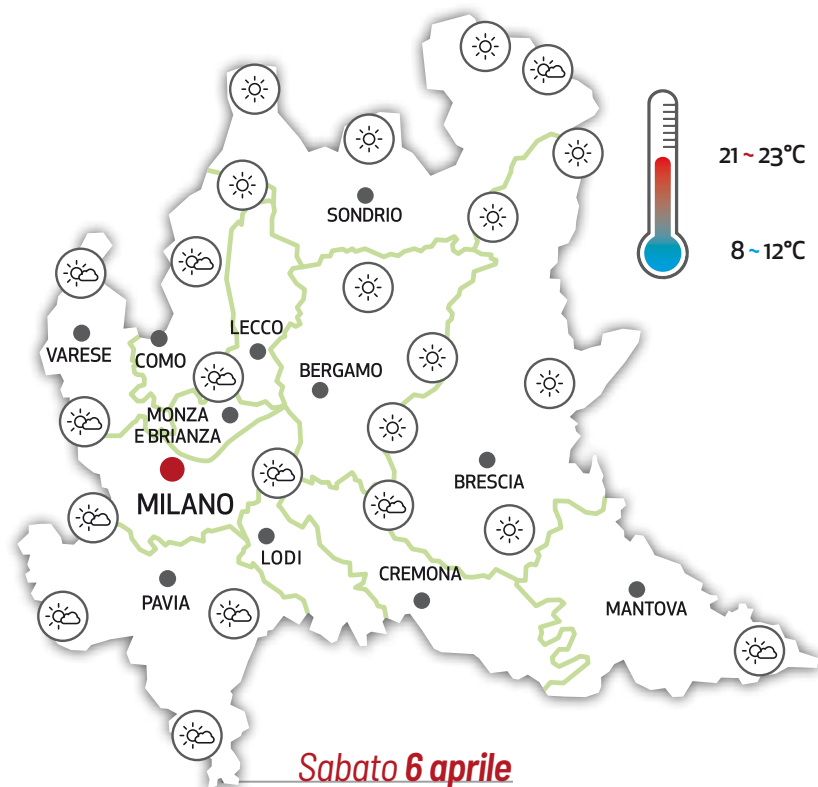 21 ~ 23°C
SONDRIO
8 ~ 12°C
LECCO
VARESE
COMO
BERGAMO
MONZA
E BRIANZA
BRESCIA
MILANO
LODI
CREMONA
PAVIA
MANTOVA
Sabato 6 aprile